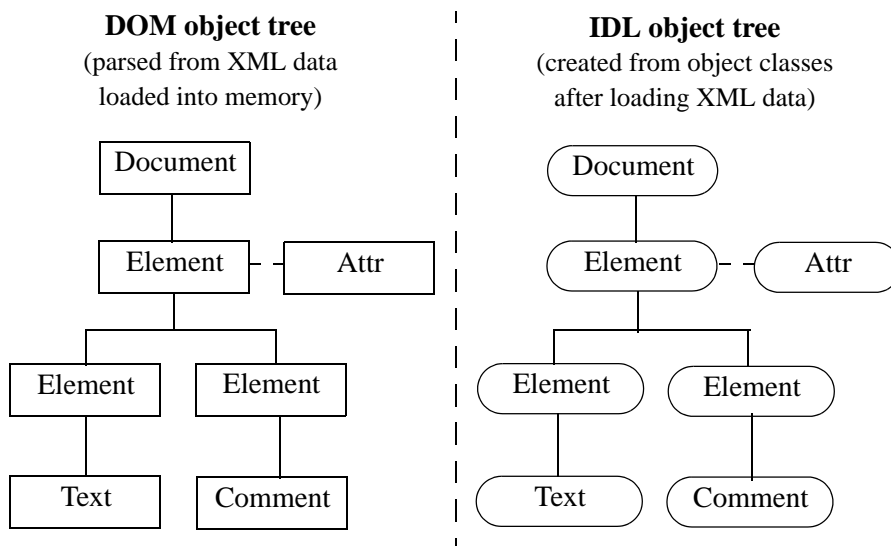 DOM object tree
(parsed from XML data
loaded into memory)
Document
Element
Attr
Element
Element
Text
Comment
IDL object tree
(created from object classes
after loading XML data)
Document
Element
Attr
Element
Element
Text
Comment